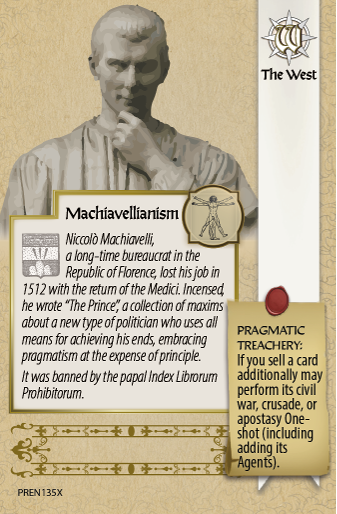 W
The West
Machiavellianism
Niccolò Machiavelli,
a long-time bureaucrat in the
Republic of Florence, lost his job in
1512 with the return of the Medici. Incensed,
he wrote “The Prince”, a collection of maxims
about a new type of politician who uses all
means for achieving his ends, embracing
pragmatism at the expense of principle.
It was banned by the papal Index Librorum
Prohibitorum.
PRAGMATIC
TREACHERY:
If you sell a card
additionally may
perform its civil
war, crusade, or
apostasy One-
shot (including
adding its
Agents).
PREN135X